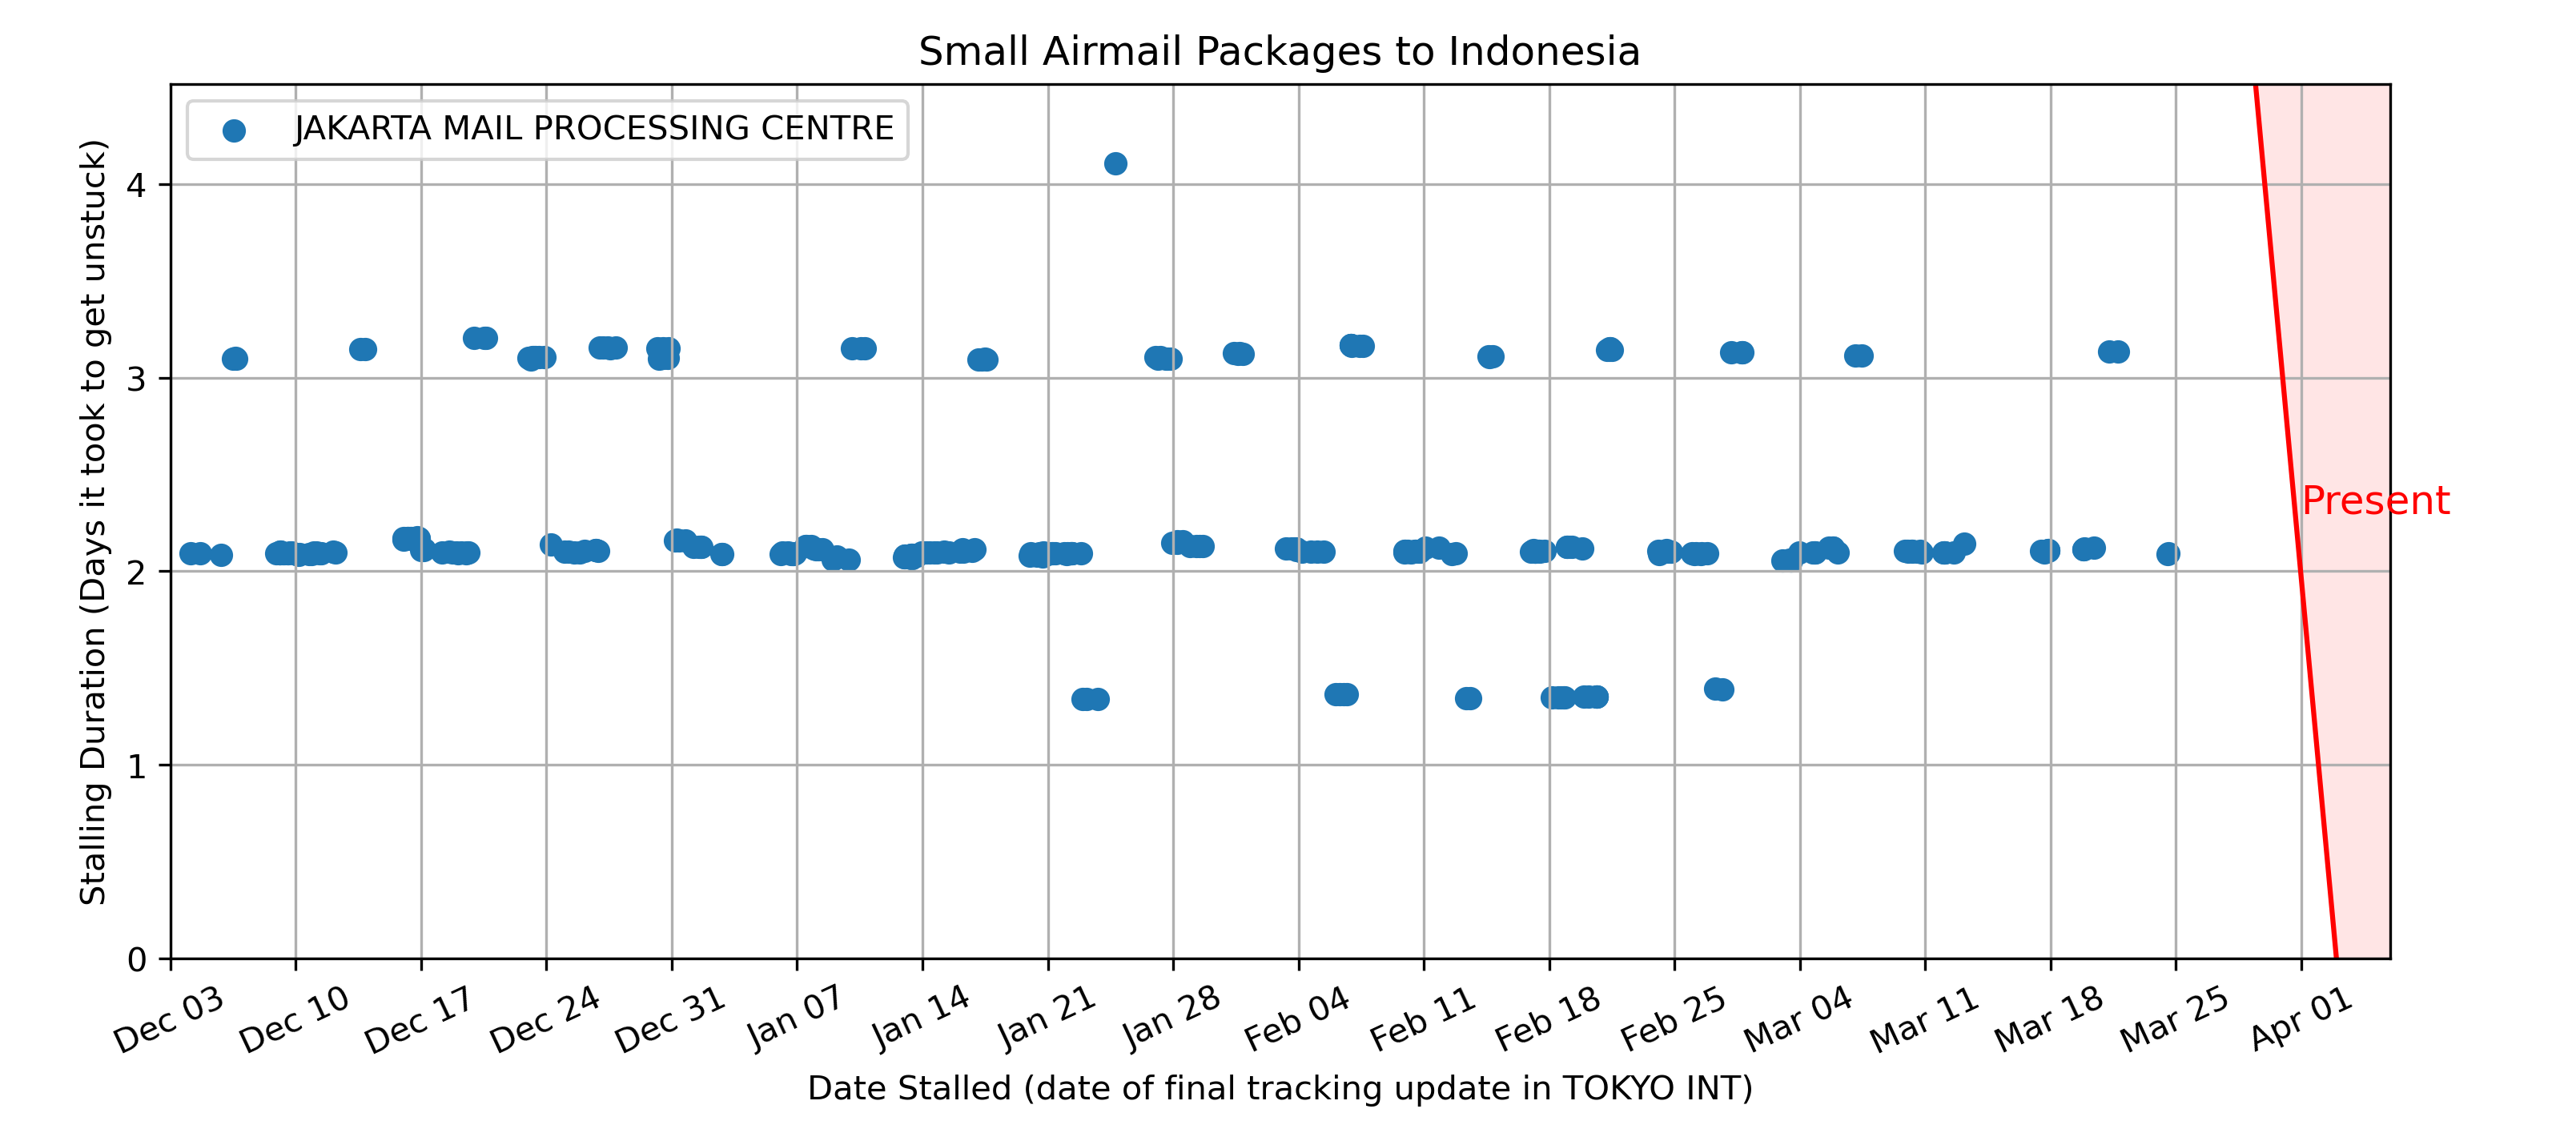 Small Airmail Packages to Indonesia
JAKARTA MAIL PROCESSING CENTRE
Stalling Duration (Days it took to get unstuck)
4
3
2
1
0
Present
Dec 03
Dec 10
Dec 17
Dec 24
Dec 31
Jan 07
Jan 14
Jan 21
Jan 28
Feb 04
Feb 11
Feb 18
Feb 25
Mar 04
Mar 11
Mar 18
Mar 25
Apr 01
Date Stalled (date of final tracking update in TOKYO INT)